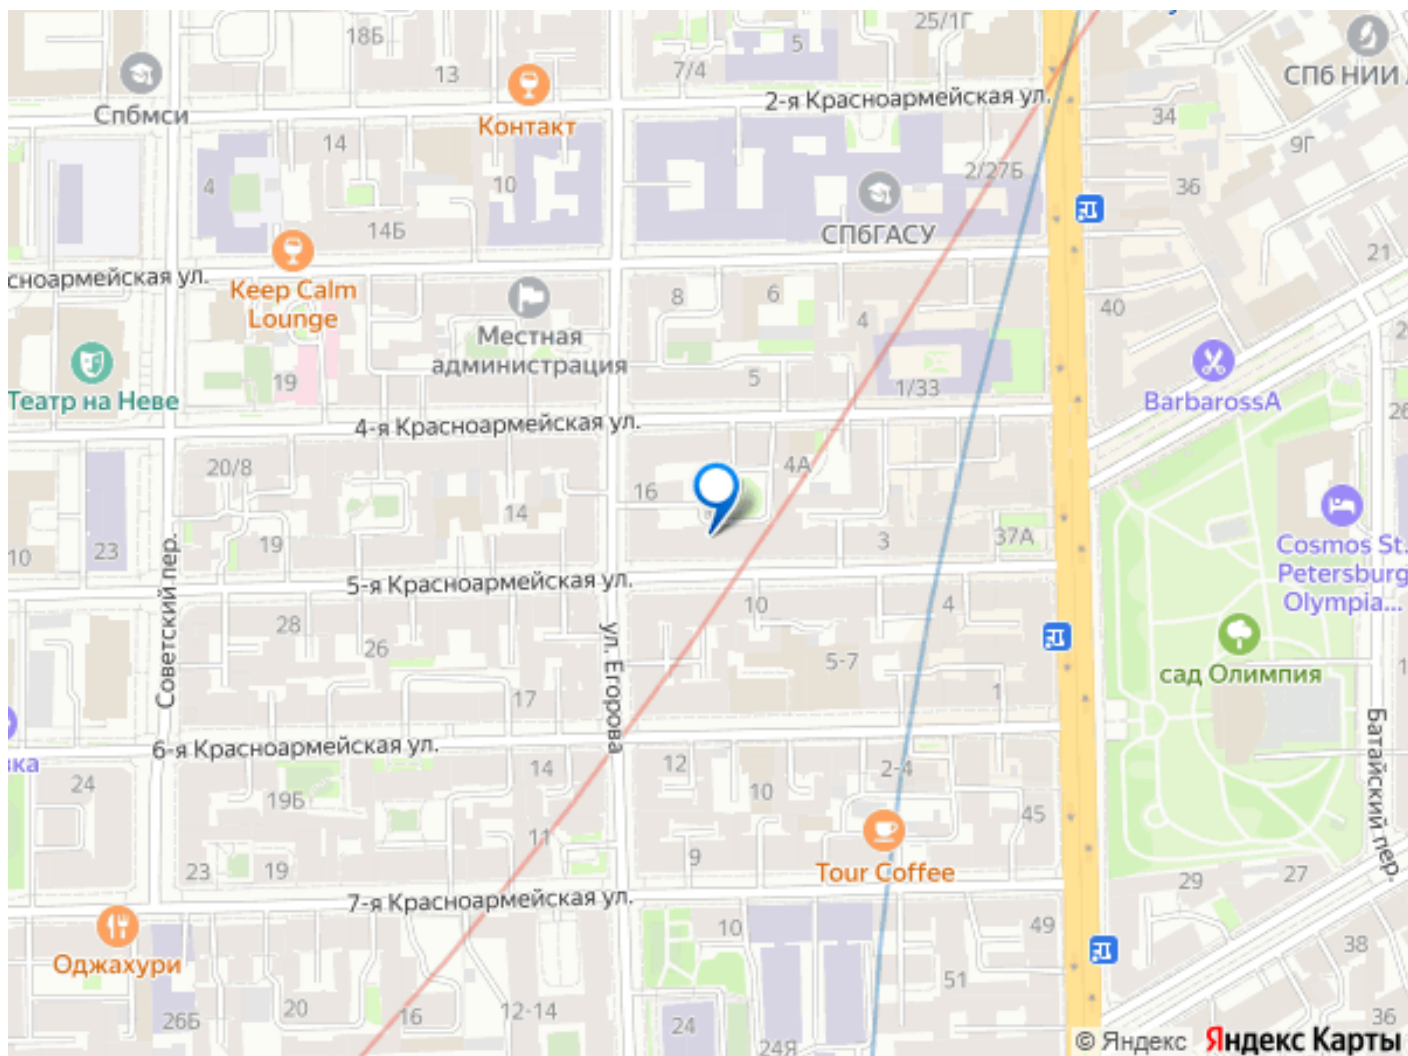 18Б
13
5
7/4
25/1Г
СПб НИИ
Спбмси
Контакт
2-я Красноармейская ул.
34
9Г
14
4
10
2/27Б
36
14Б
СПбГАСУ
21
сноармейская ул.
Keep Calm
Lounge
Местная
администрация
8
6
4
40
Театр на Неве
19
5
1/33
BarbarossA
4-я Красноармейская ул.
20/8
16
4А
14
10
23
19
3
37А
Cosmos St.
Petersburg
Olympia...
Советский пер.
5-я Красноармейская ул.
10
4
28
26
ул. Егорова
5-7
сад Олимпия
17
1
6-я Красноармейская ул.
Батайский пер.
24
14
12
2-4
19Б
10
45
11
23
19
9
Tour Coffee
29
27
7-я Красноармейская ул.
10
49
38
Оджахури
51
20
16
12-14
26Б
24
24Я
36
© Яндекс Яндекс Карты